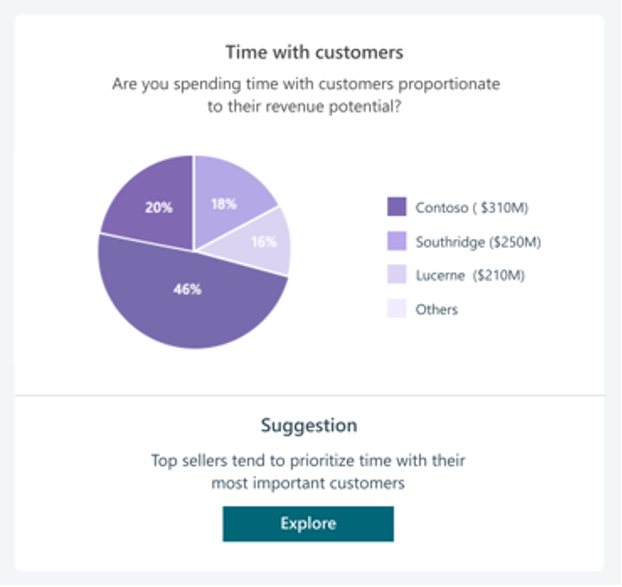 Time with customers
Are you spending time with customers proportionate
to their revenue potential?
20%
18%
16%
46%
Contoso ( $310M)
Southridge ($250M)
Lucerne ($210M)
Others
Suggestion
Top sellers tend to prioritize time with their
most important customers
Explore